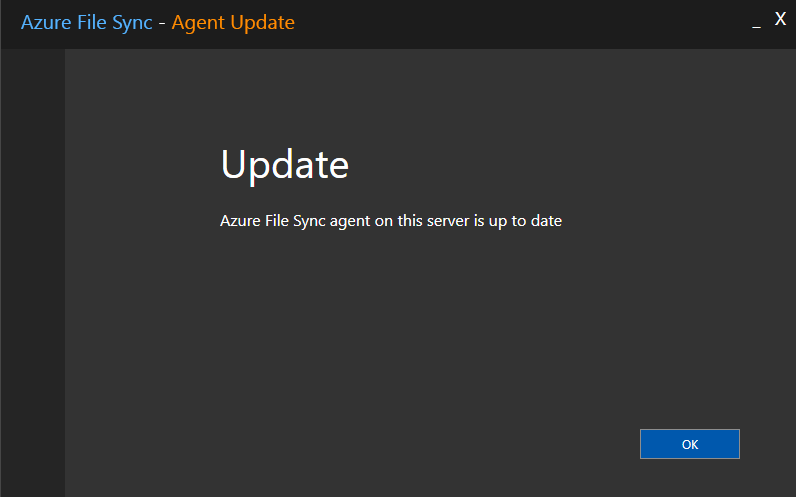 Azure File Sync - Agent Update
_ X
Update
Azure File Sync agent on this server is up to date
OK